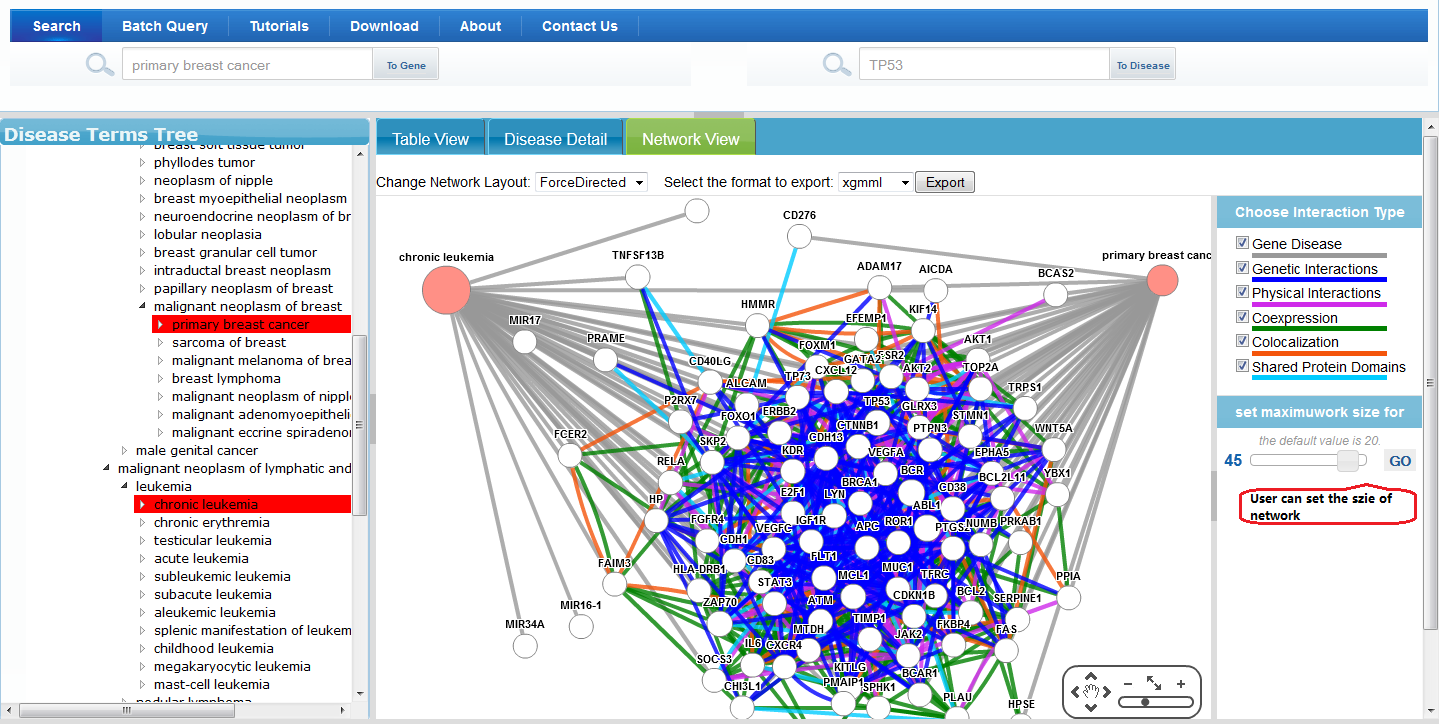 Search Batch Query Tutorials Download About Contact Us
primary breast cancer To Gene TP53 To Disease
Disease Terms Tree
breast soft tissue tumor
phyllodes tumor
neoplasm of nipple
breast myoepithelial neoplasm
neuroendocrine neoplasm of br
lobular neoplasia
breast granular cell tumor
intraductal breast neoplasm
papillary neoplasm of breast
malignant neoplasm of breast
primary breast cancer
sarcoma of breast
malignant melanoma of brea
breast lymphoma
malignant neoplasm of nippl
malignant adenomyoepitheli
malignant eccrine spiradenor
male genital cancer
malignant neoplasm of lymphatic and
leukemia
chronic leukemia
chronic erythremia
testicular leukemia
acute leukemia
subleukemic leukemia
subacute leukemia
aleukemic leukemia
splenic manifestation of leukem
childhood leukemia
megakaryocytic leukemia
mast-cell leukemia
nodular lymphoma
Table View Disease Detail Network View
Change Network Layout: ForceDirected Select the format to export: xgmml Export
CD276
chronic leukemia TNFSF13B primary breast canc
ADAM17 AICDA BCAS2
HMMR
MIR17 EFEMP1 KIF14
PRAME FOXM1 AKT1
CD40LG GATA2 ESR2
TP73 CXCL12 AKT2 TOP2A
ALCAM TRPS1
P2RX7 ERBB2 TP53 GLRX3
FOXO1 STMN1
FCER2 SKP2 CDH13 CTNNB1 PTPN3 WNT5A
RELA KDR VEGFA EPHA5
HP E2F1 LYN BRCA1 BGR CD38 BCL2L11 YBX1
FGFR4 VEGFC IGF1R APC ROR1 ABL1 PTGS2 NUMB PRKAB1
CDH1
FAIM3 HLA-DRB1 CD83 FLT1 MUC1
STAT3 MCL1 TFRC PPIA
MIR16-1 ZAP70 ATM CDKN1B BCL2 SERPINE1
MIR34A MTDH TIMP1 JAK2 FKBP4 FAS
SOCS3 IL6 CXCR4 KITLG BCAR1
CHI3L1 PMAIP1 SPHK1 PLAU HPSE
Choose Interaction Type
Gene Disease
Genetic Interactions
Physical Interactions
Coexpression
Colocalization
Shared Protein Domains
set maximuwork size for
the default value is 20.
45 GO
User can set the szie of
network